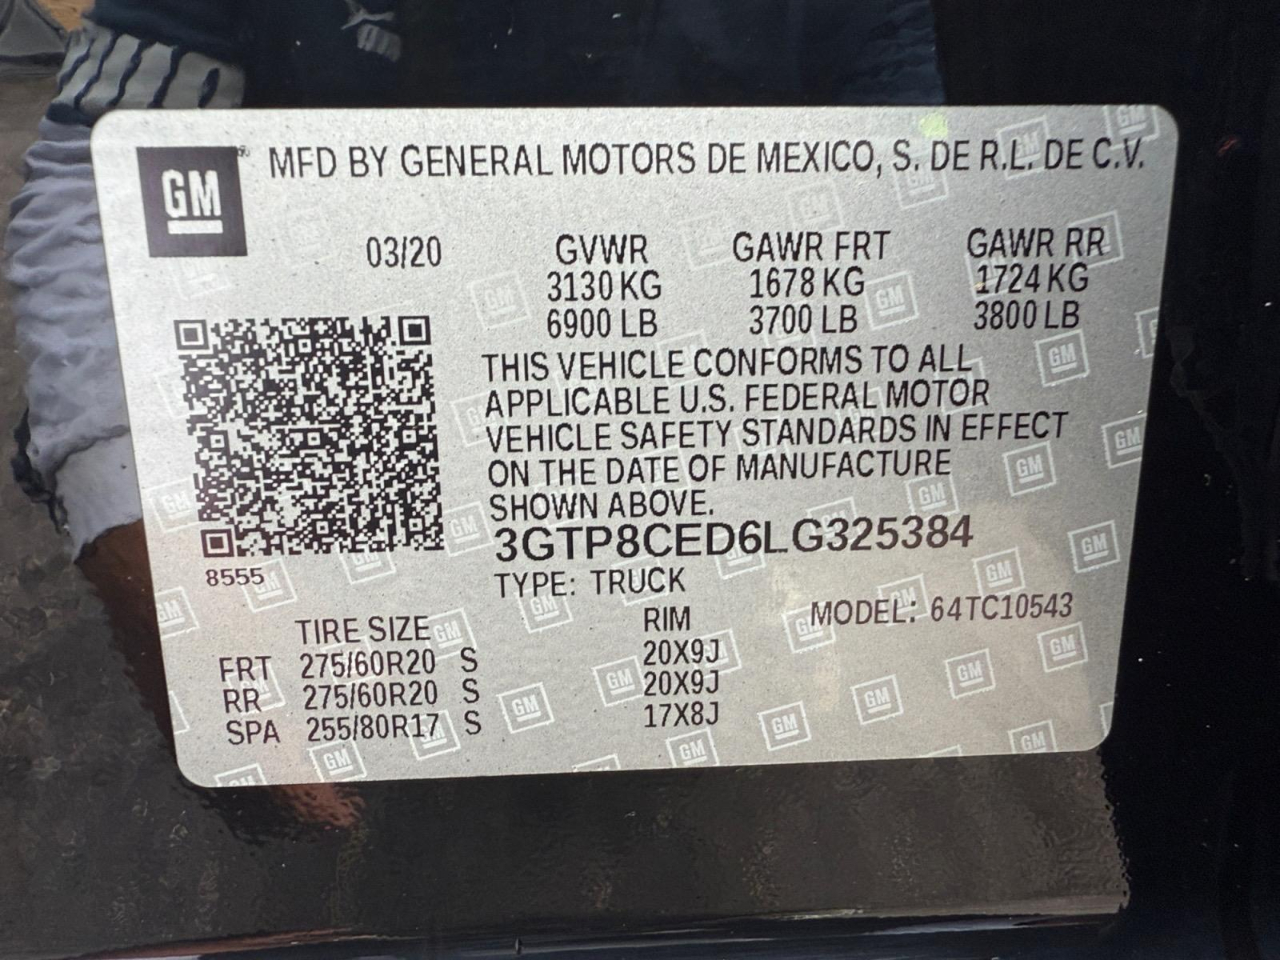 GM
MFD BY GENERAL MOTORS DE MEXICO, S. DE R.L. DE C.V.
03/20
GVWR GAWR FRT GAWR RR
3130 KG 1678 KG 1724 KG
6900 LB 3700 LB 3800 LB
THIS VEHICLE CONFORMS TO ALL
APPLICABLE U.S. FEDERAL MOTOR
VEHICLE SAFETY STANDARDS IN EFFECT
ON THE DATE OF MANUFACTURE
SHOWN ABOVE.
3GTP8CED6LG325384
8555
TYPE: TRUCK
MODEL: 64TC10543
TIRE SIZE RIM
FRT 275/60R20 S 20X9J
RR 275/60R20 S 20X9J
SPA 255/80R17 S 17X8J